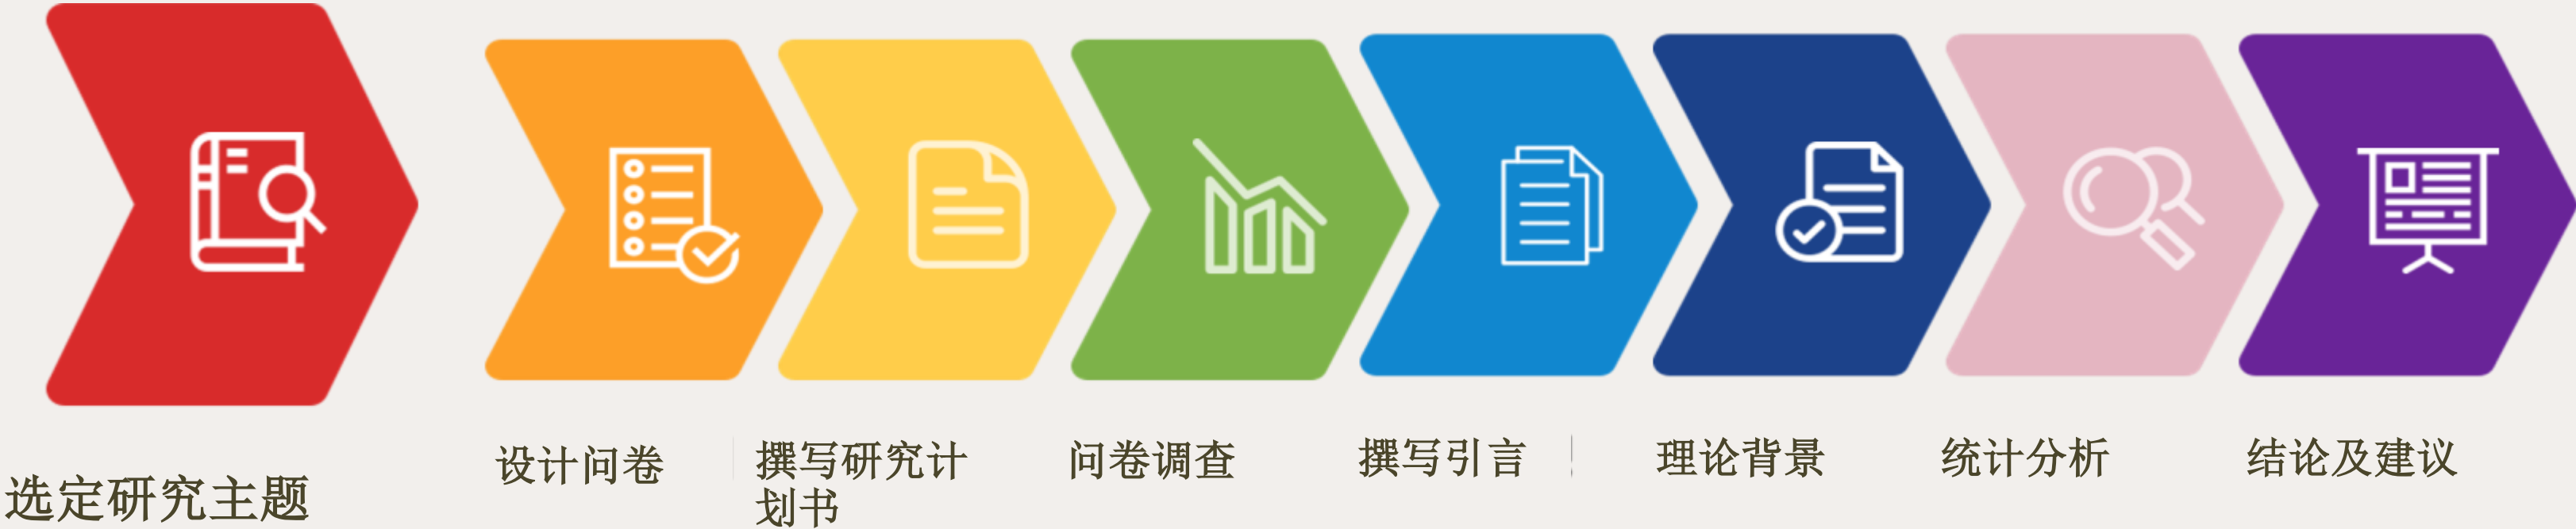 选定研究主题
设计问卷
撰写研究计
划书
问卷调查
撰写引言
理论背景
统计分析
结论及建议